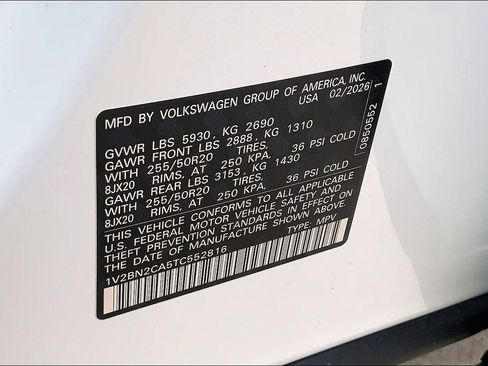 MFD BY VOLKSWAGEN GROUP OF AMERICA, INC.
USA 02/2026
GVWR LBS 5930, KG 2690
GAWR FRONT LBS 2888, KG 1310
WITH 255/50R20 TIRES, 36 PSI COLD
8JX20 RIMS, AT 250 KPA,
GAWR REAR LBS 3153, KG 1430
WITH 255/50R20 TIRES, 36 PSI COLD
8JX20 RIMS, AT 250 KPA,
THIS VEHICLE CONFORMS TO ALL APPLICABLE
U.S. FEDERAL MOTOR VEHICLE SAFETY AND
THEFT PREVENTION STANDARDS IN EFFECT ON
THE DATE OF MANUFACTURE SHOWN ABOVE.
1V2BN2CA5TC552816 TYPE: MPV
0850552 1